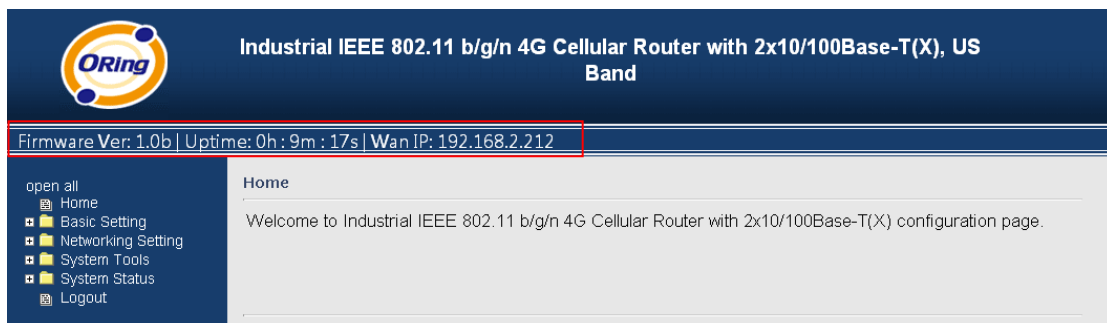 ORing
Industrial IEEE 802.11 b/g/n 4G Cellular Router with 2x10/100Base-T(X), US
Band
Firmware Ver: 1.0b | Uptime: 0h : 9m : 17s | Wan IP: 192.168.2.212
open all
Home
Basic Setting
Networking Setting
System Tools
System Status
Logout
Home
Welcome to Industrial IEEE 802.11 b/g/n 4G Cellular Router with 2x10/100Base-T(X) configuration page.